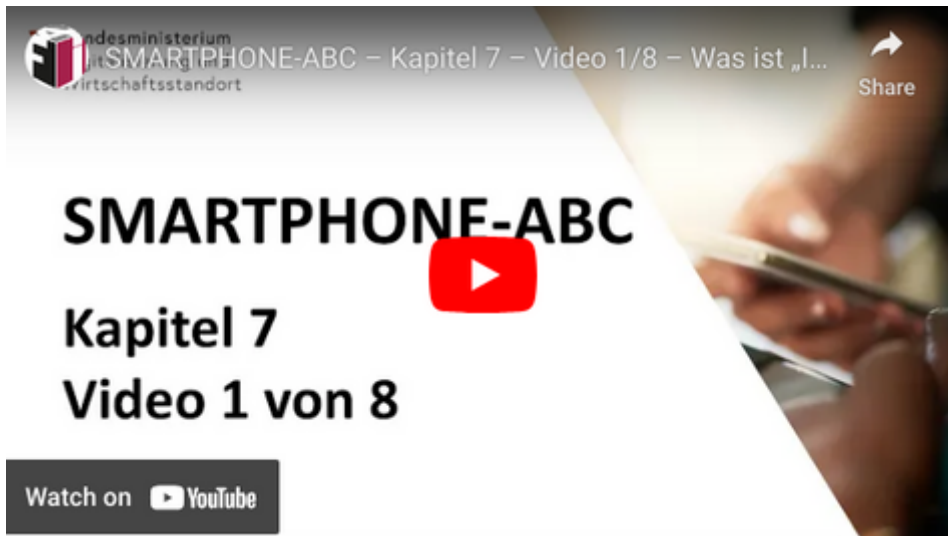 SMARTPHONE-ABC – Kapitel 7 – Video 1/8 – Was ist „I...
Share
Wirtschaftsstandort
SMARTPHONE-ABC
Kapitel 7
Video 1 von 8
Watch on YouTube